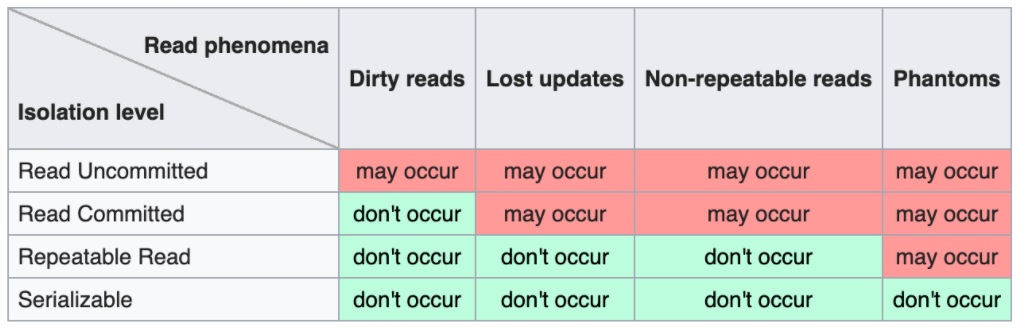 Read phenomena
Isolation level
Dirty reads Lost updates Non-repeatable reads Phantoms
Read Uncommitted may occur may occur may occur may occur
Read Committed don't occur may occur may occur may occur
Repeatable Read don't occur don't occur don't occur may occur
Serializable don't occur don't occur don't occur don't occur